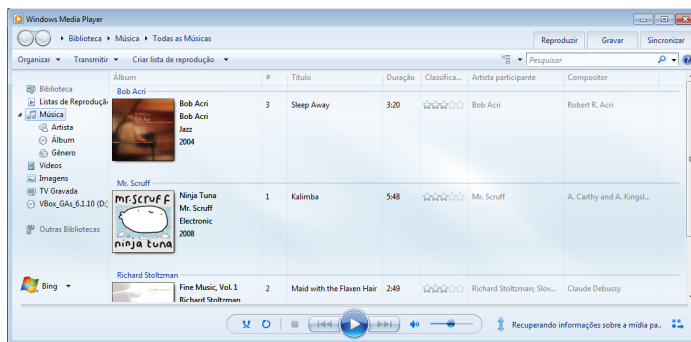 Windows Media Player
Biblioteca Música Todas as Músicas
Reproduzir Gravar Sincronizar
Organizar Transmitir Criar lista de reprodução Pesquisar
Álbum # Título Duração Classifica... Artista participante Compositor
Biblioteca
Listas de Reproduçã
Música
Artista
Álbum
Gênero
Vídeos
Imagens
TV Gravada
VBox_GAs_6.1.10 (D:)
Outras Bibliotecas
Bing
Bob Acri
Bob Acri 3 Sleep Away 3:20 Bob Acri Robert R. Acri
Bob Acri
Jazz
2004
Mr. Scruff
mr.scruff
ninja tuna
Ninja Tuna 1 Kalimba 5:48 Mr. Scruff A. Carthy and A. Kingsl...
Mr. Scruff
Electronic
2008
Richard Stoltzman
Fine Music, Vol. 1 2 Maid with the Flaxen Hair 2:49 Richard Stoltzman; Slov... Claude Debussy
Richard Stoltzman
Recuperando informações sobre a mídia pa..